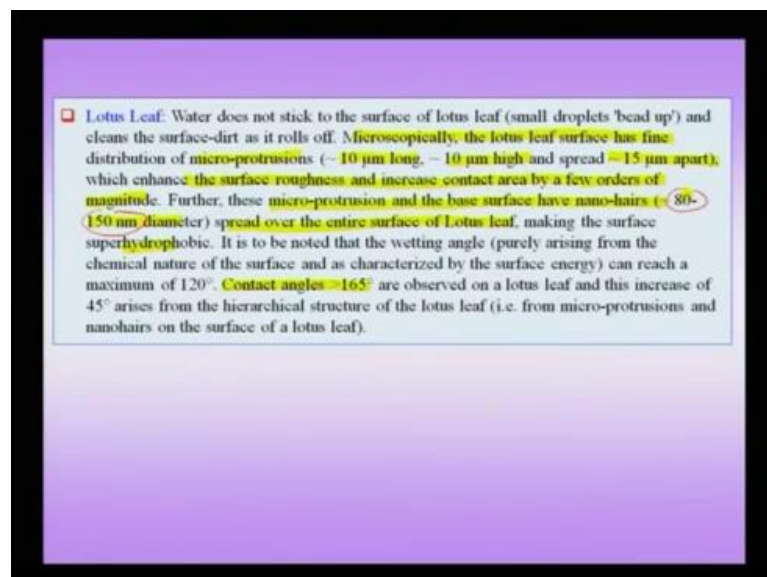 Lotus Leaf: Water does not stick to the surface of lotus leaf (small droplets 'bead up') and
cleans the surface-dirt as it rolls off. Microscopically, the lotus leaf surface has fine
distribution of micro-protrusions (~ 10 μm long, ~ 10 μm high and spread ~ 15 μm apart),
which enhance the surface roughness and increase contact area by a few orders of
magnitude. Further, these micro-protrusion and the base surface have nano-hairs (~ 80-
150 nm diameter) spread over the entire surface of Lotus leaf, making the surface
superhydrophobic. It is to be noted that the wetting angle (purely arising from the
chemical nature of the surface and as characterized by the surface energy) can reach a
maximum of 120°. Contact angles >165° are observed on a lotus leaf and this increase of
45° arises from the hierarchical structure of the lotus leaf (i.e. from micro-protrusions and
nanohairs on the surface of a lotus leaf).